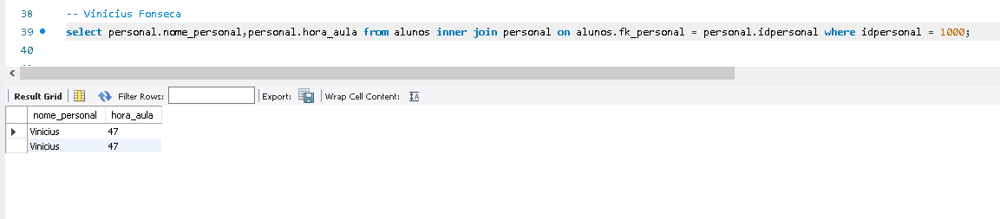 38 -- Vinicius Fonseca
39 select personal.nome_personal,personal.hora_aula from alunos inner join personal on alunos.fk_personal = personal.idpersonal where idpersonal = 1000;
40
Result Grid Filter Rows: Export: Wrap Cell Content:
nome_personal hora_aula
Vinicius 47
Vinicius 47